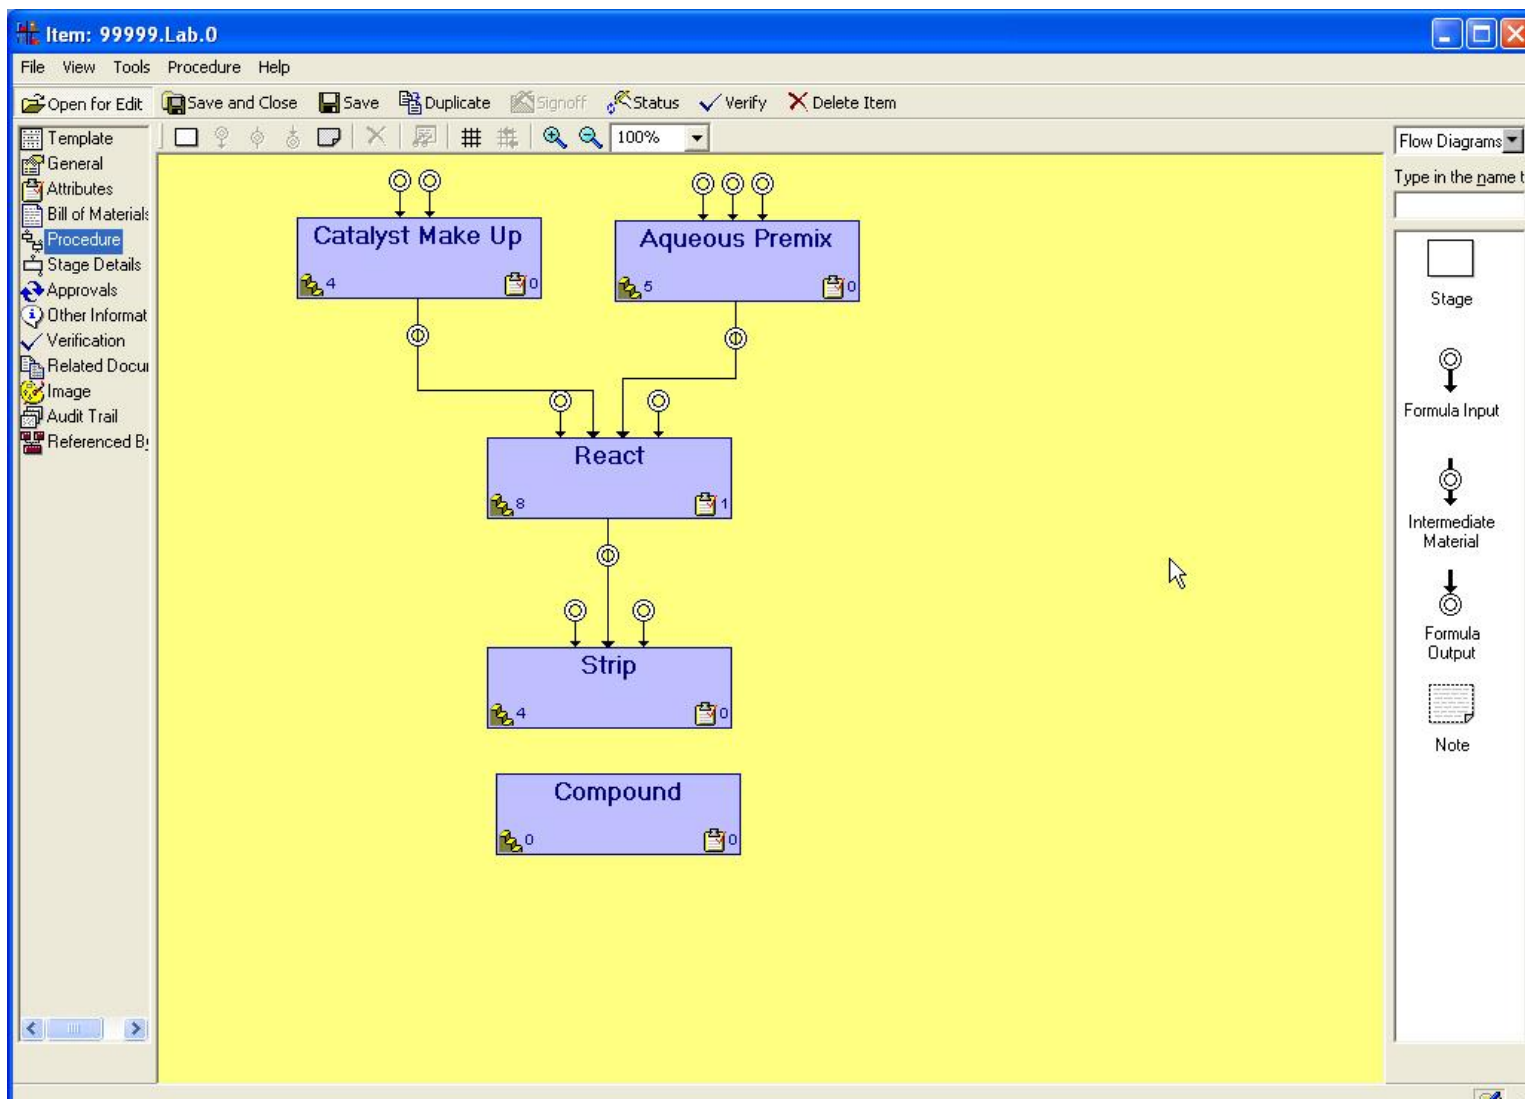 Item: 99999.Lab.0
File View Tools Procedure Help
Open for Edit Save and Close Save Duplicate Signoff Status Verify Delete Item
100%
Template
General
Attributes
Bill of Materials
Procedure
Stage Details
Approvals
Other Informat
Verification
Related Docu
Image
Audit Trail
Referenced By
Catalyst Make Up
4 0
Aqueous Premix
5 0
React
8 1
Strip
4 0
Compound
0 0
Flow Diagrams
Type in the name t
Stage
Formula Input
Intermediate
Material
Formula
Output
Note